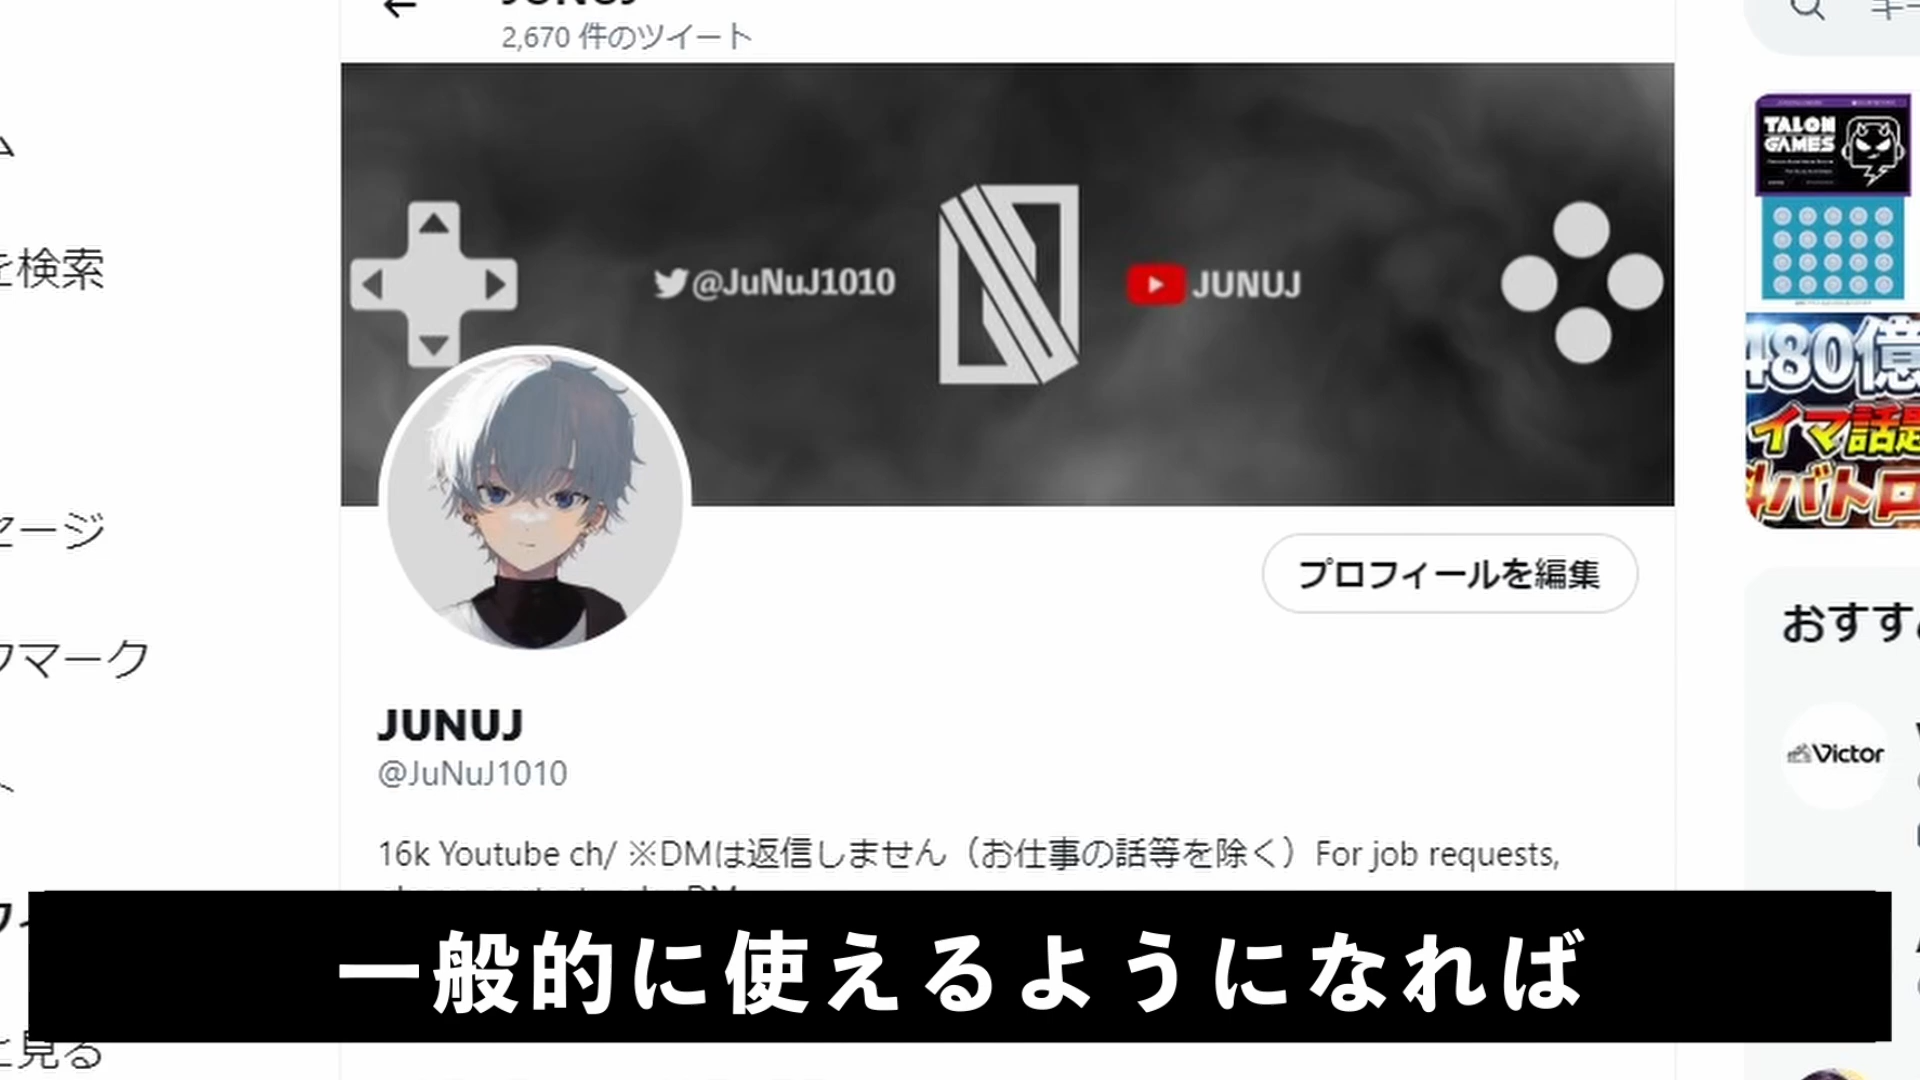 JUNUJ
2,670 件のツイート
を検索
@JuNuJ1010
JUNUJ
TALON
GAMES
480億
イマ話題
バトロ
プロフィールを編集
おすす
セージ
クマーク
Victor
JUNUJ
@JuNuJ1010
16k Youtube ch/ ※DMは返信しません（お仕事の話等を除く）For job requests,
一般的に使えるようになれば
と見る